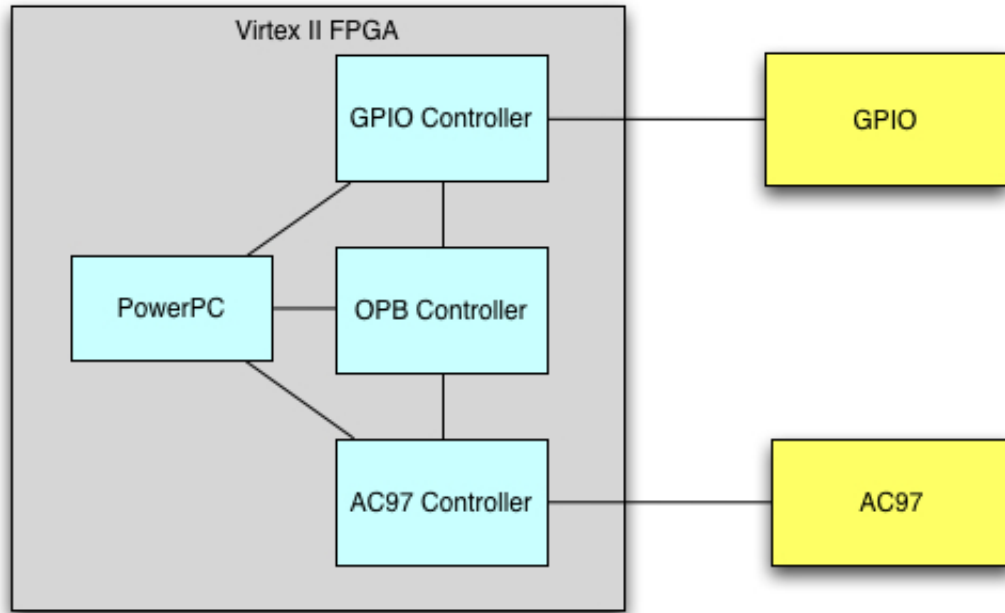 Virtex II FPGA
GPIO Controller
GPIO
PowerPC
OPB Controller
AC97 Controller
AC97